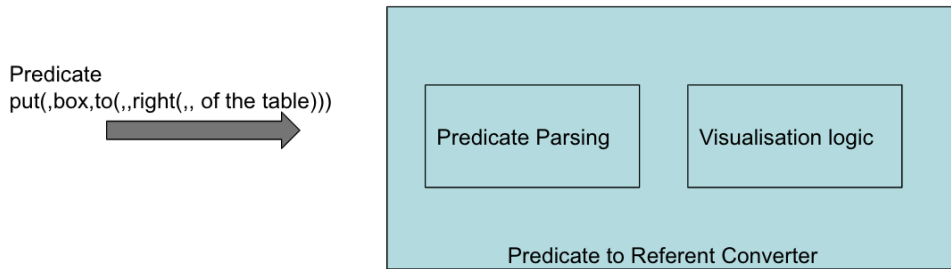 Predicate
put(,box,to(,,right(,, of the table)))
Predicate Parsing
Visualisation logic
Predicate to Referent Converter